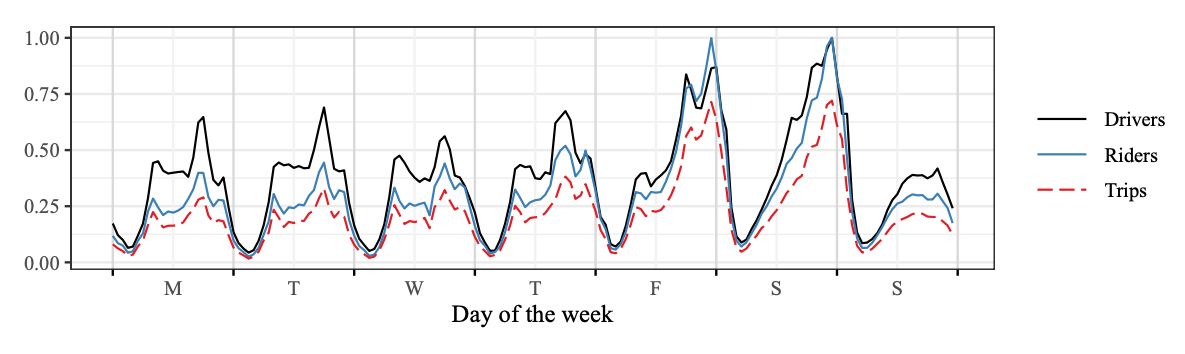 1.00
0.75
0.50
0.25
0.00
M T W T F S S
Day of the week
Drivers
Riders
Trips